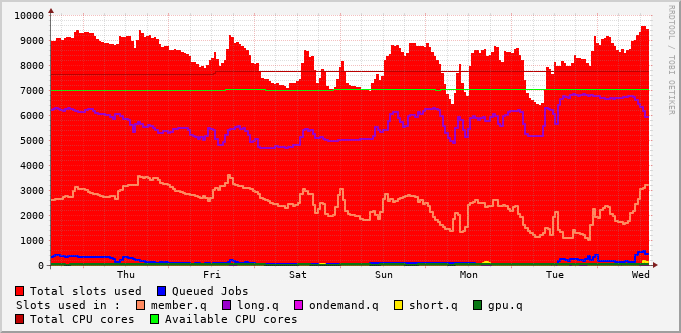 10000
9000
8000
7000
6000
5000
4000
3000
2000
1000
0
Thu Fri Sat Sun Mon Tue Wed
Total slots used Queued Jobs
Slots used in : member.q long.q ondemand.q short.q gpu.q
Total CPU cores Available CPU cores
RRDTOOL / TOBI OETIKER